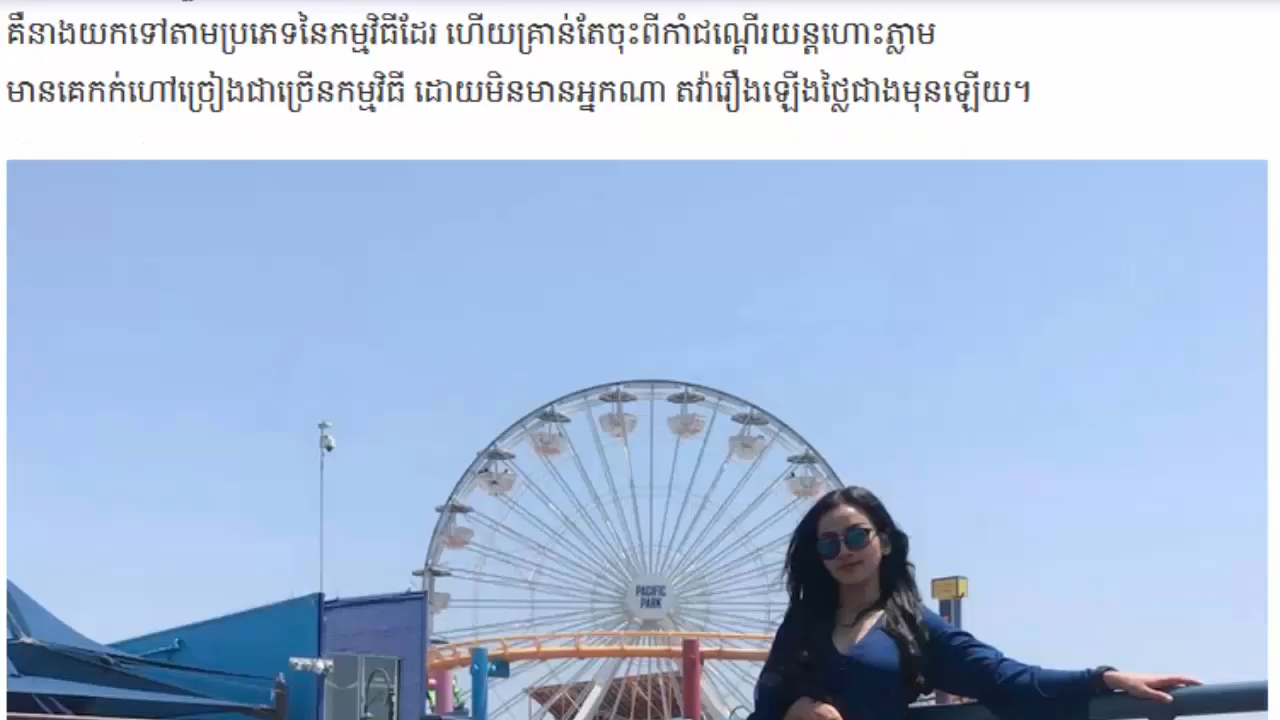 គឺនាងយកទៅតាមប្រភេទនៃកម្មវិធីដែរ ហើយគ្រាន់តែចុះពីកាំជណ្តើរយន្តហោះភ្លាម
មានគេកក់ហៅច្រៀងជាច្រើនកម្មវិធី ដោយមិនមានអ្នកណា តវ៉ារឿងឡើងថ្លៃជាងមុនឡើយ។
PACIFIC
PARK